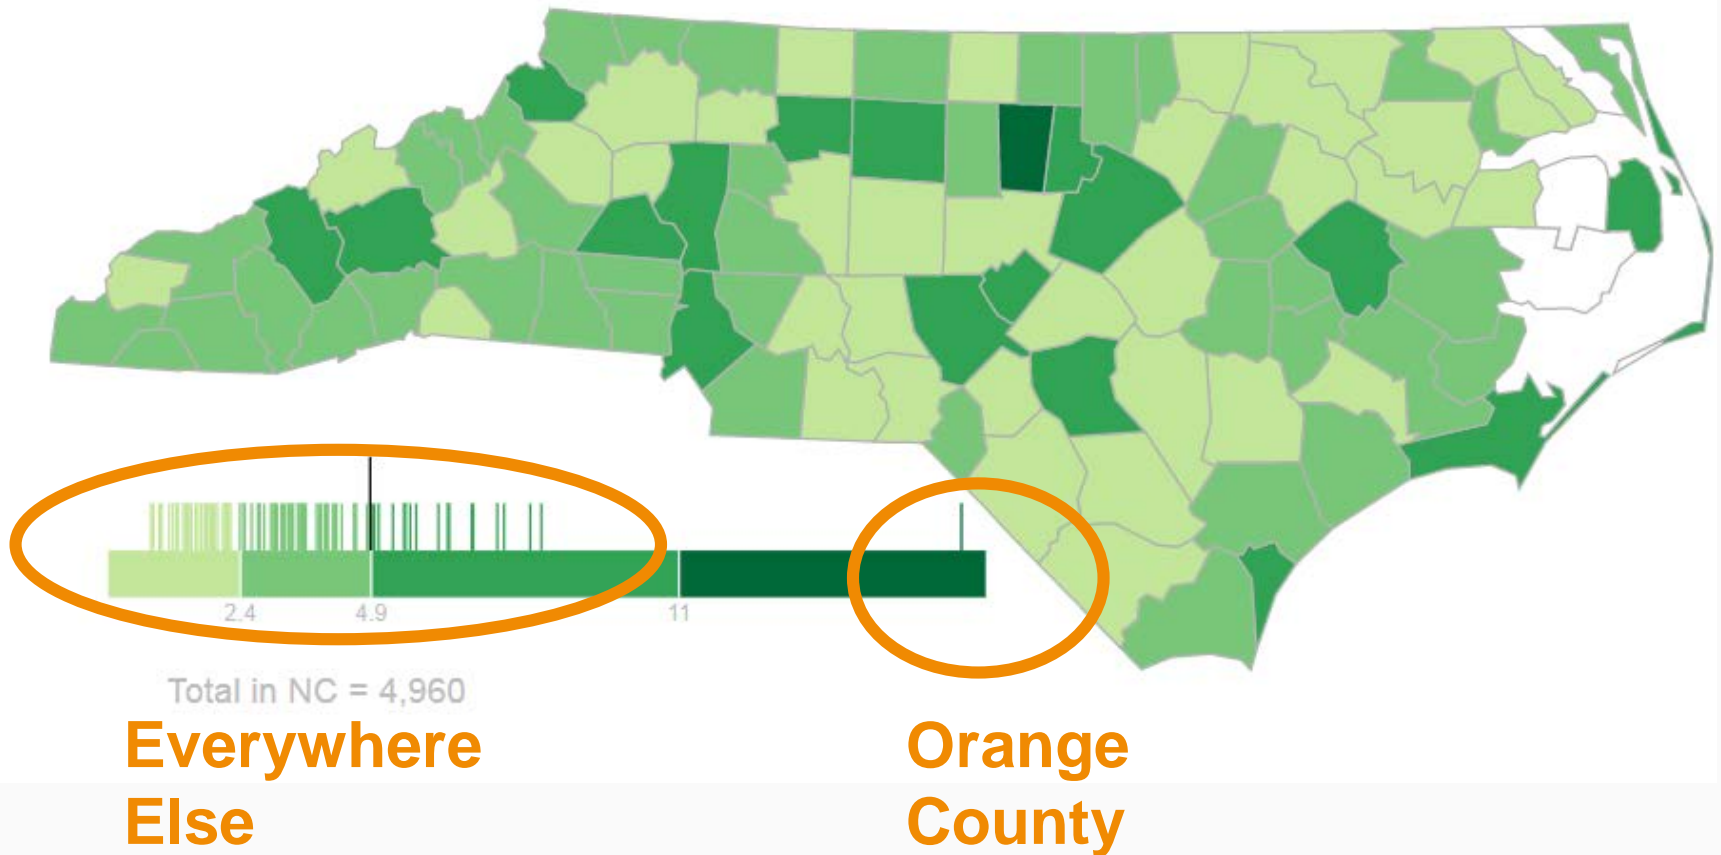 2.4 4.9 11
Total in NC = 4,960
Everywhere
Else
Orange
County